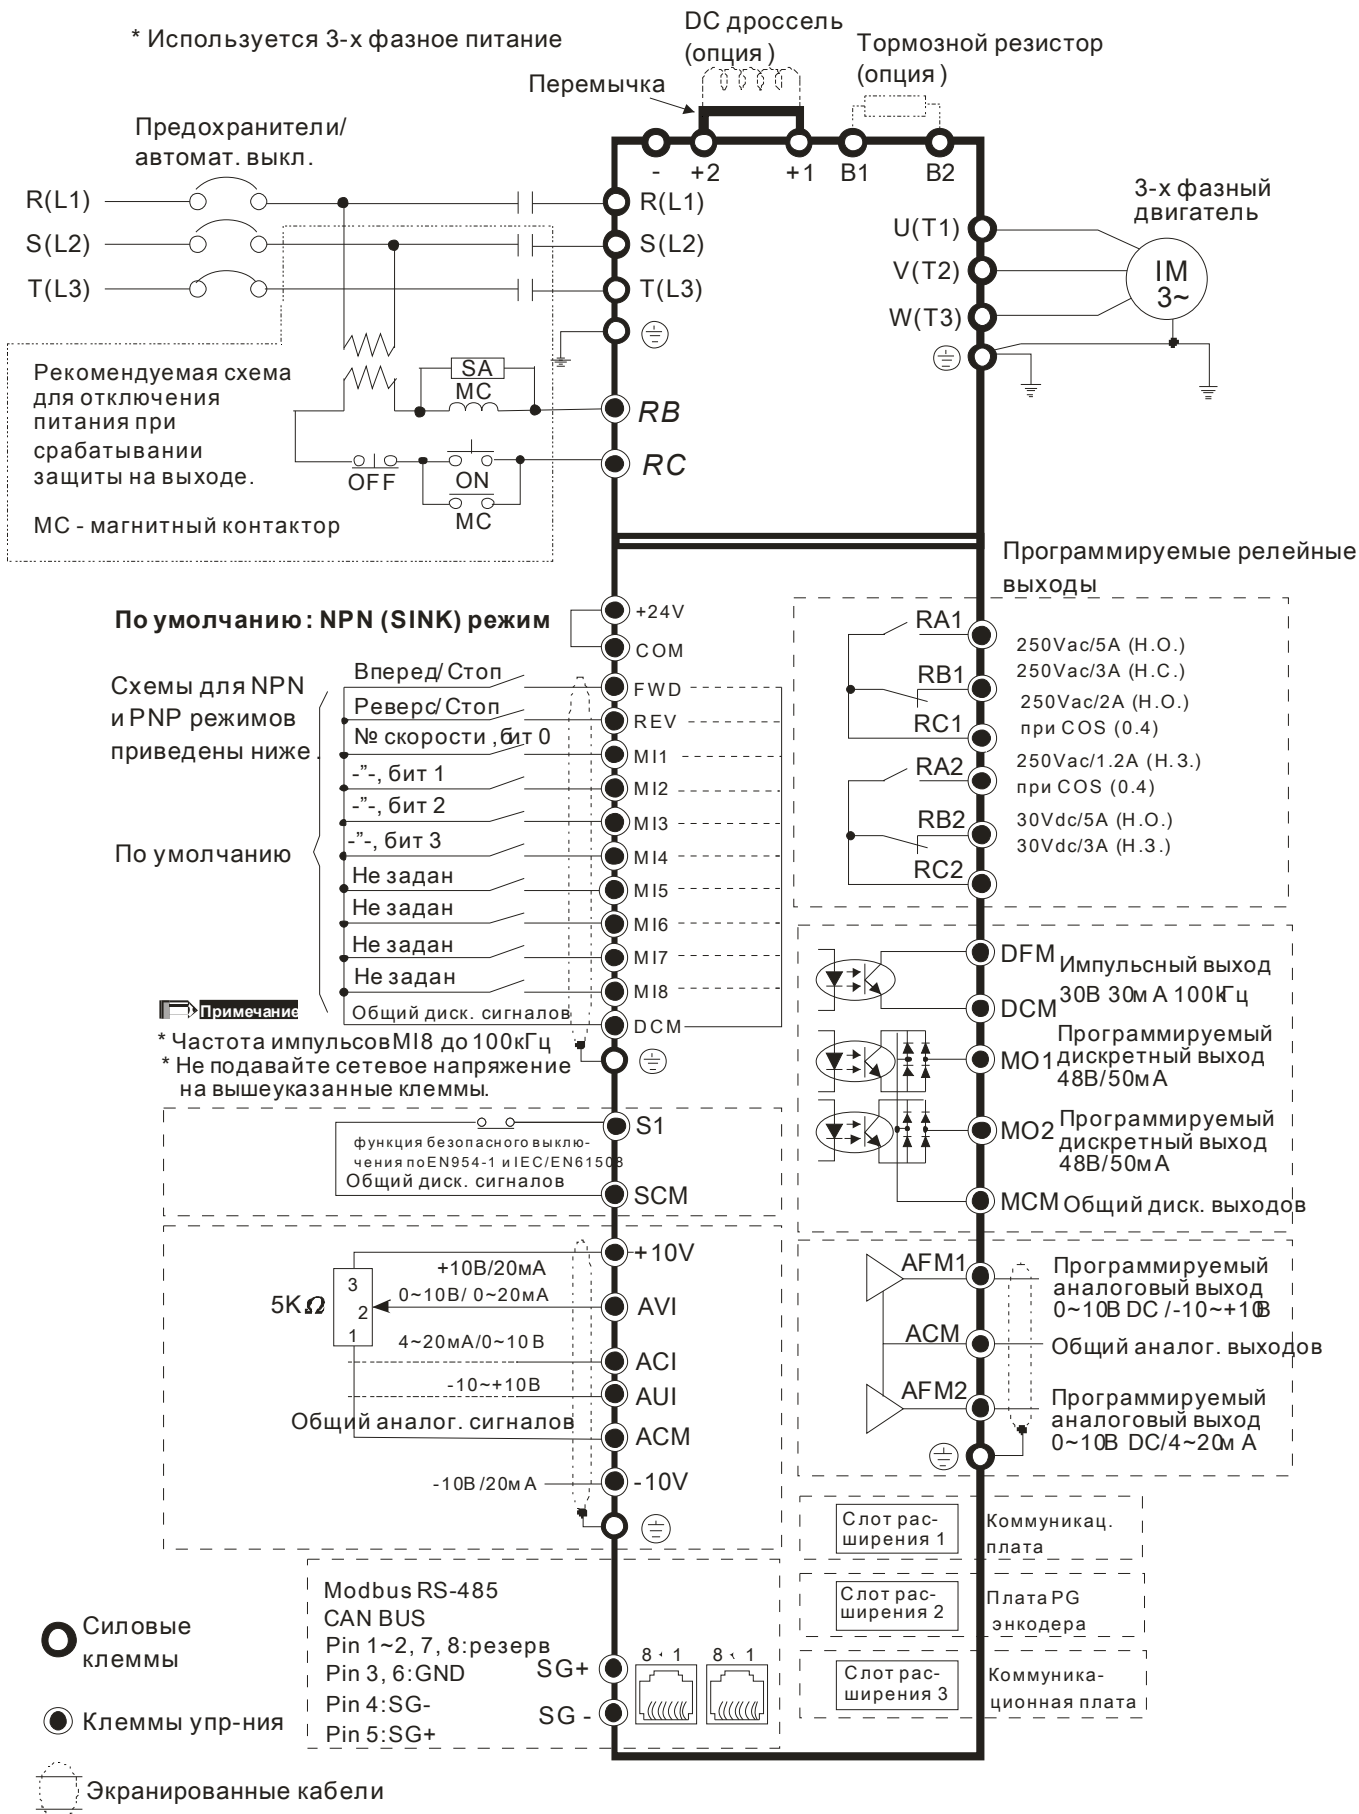 * Используется 3-х фазное питание
DC дроссель
(опция)
Тормозной резистор
(опция)
Перемычка
Предохранители/
автомат. выкл.
- +2 +1 B1 B2
R(L1) R(L1)
S(L2) S(L2)
T(L3) T(L3)
3-х фазный
двигатель
U(T1)
V(T2)
W(T3)
IM
3~
Рекомендуемая схема
для отключения
питания при
срабатывании
защиты на выходе.
МС - магнитный контактор
SA
MC
RB
OFF
ON
MC
RC
По умолчанию: NPN (SINK) режим
+24V
COM
Схемы для NPN
и PNP режимов
приведены ниже.
По умолчанию
Вперед/Стоп FWD
Реверс/Стоп REV
№ скорости, бит 0 MI1
-”-, бит 1 MI2
-”-, бит 2 MI3
-”-, бит 3 MI4
Не задан MI5
Не задан MI6
Не задан MI7
Не задан MI8
Общий диск. сигналов DCM
Примечание
* Частота импульсов MI8 до 100кГц
* Не подавайте сетевое напряжение
на вышеуказанные клеммы.
S1
функция безопасного выклю-
чения по EN954-1 и IEC/EN61508
Общий диск. сигналов
SCM
+10V
+10В/20мА
5KΩ
3
2
1
0~10В/ 0~20мА AVI
4~20мА/0~10В ACI
-10~+10В AUI
Общий аналог. сигналов ACM
-10В/20мА -10V
Modbus RS-485
CAN BUS
Pin 1~2, 7, 8:резерв
Pin 3, 6:GND
Pin 4:SG-
Pin 5:SG+
SG+
SG -
8 1 8 1
Программируемые релейные
выходы
RA1
RB1
RC1
RA2
RB2
RC2
250Vac/5A (Н.О.)
250Vac/3A (Н.С.)
250Vac/2A (Н.О.)
при COS (0.4)
250Vac/1.2A (Н.З.)
при COS (0.4)
30Vdc/5A (Н.О.)
30Vdc/3A (Н.З.)
DFM
Импульсный выход
30В 30мА 100кГц
DCM
MO1
Программируемый
дискретный выход
48В/50мА
MO2
Программируемый
дискретный выход
48В/50мА
MCM Общий диск. выходов
AFM1
Программируемый
аналоговый выход
0~10В DC /-10~+10В
ACM Общий аналог. выходов
AFM2
Программируемый
аналоговый выход
0~10В DC/4~20мА
Слот рас-
ширения 1
Коммуникац.
плата
Слот рас-
ширения 2
Плата PG
энкодера
Слот рас-
ширения 3
Коммуника-
ционная плата
Силовые
клеммы
Клеммы упр-ния
Экранированные кабели